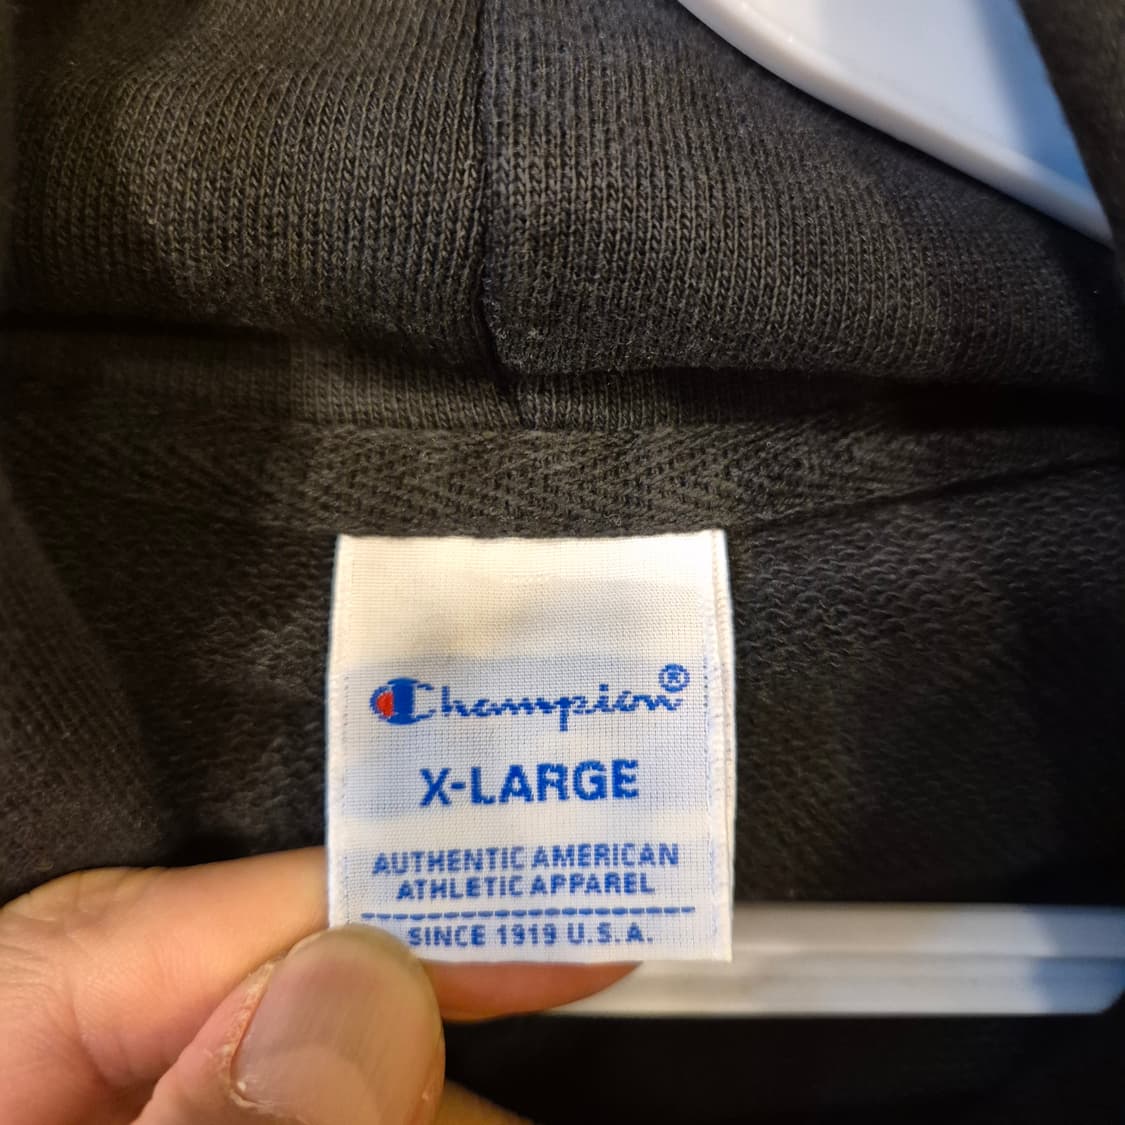 Champion®
X-LARGE
AUTHENTIC AMERICAN
ATHLETIC APPAREL
SINCE 1919 U.S.A.